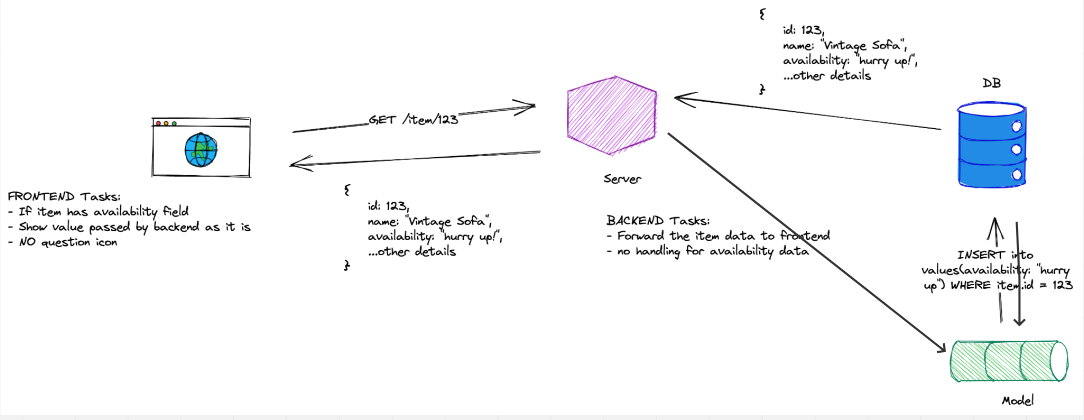 {
id: 123,
name: "Vintage Sofa",
availability: "hurry up!",
...other details
}
DB
GET /item/123
Server
FRONTEND Tasks:
- If item has availability field
- Show value passed by backend as it is
- NO question icon
{
id: 123,
name: "Vintage Sofa",
availability: "hurry up!",
...other details
}
BACKEND Tasks:
- Forward the item data to frontend
- no handling for availability data
INSERT into
values(availability: "hurry
up") WHERE item.id = 123
Model